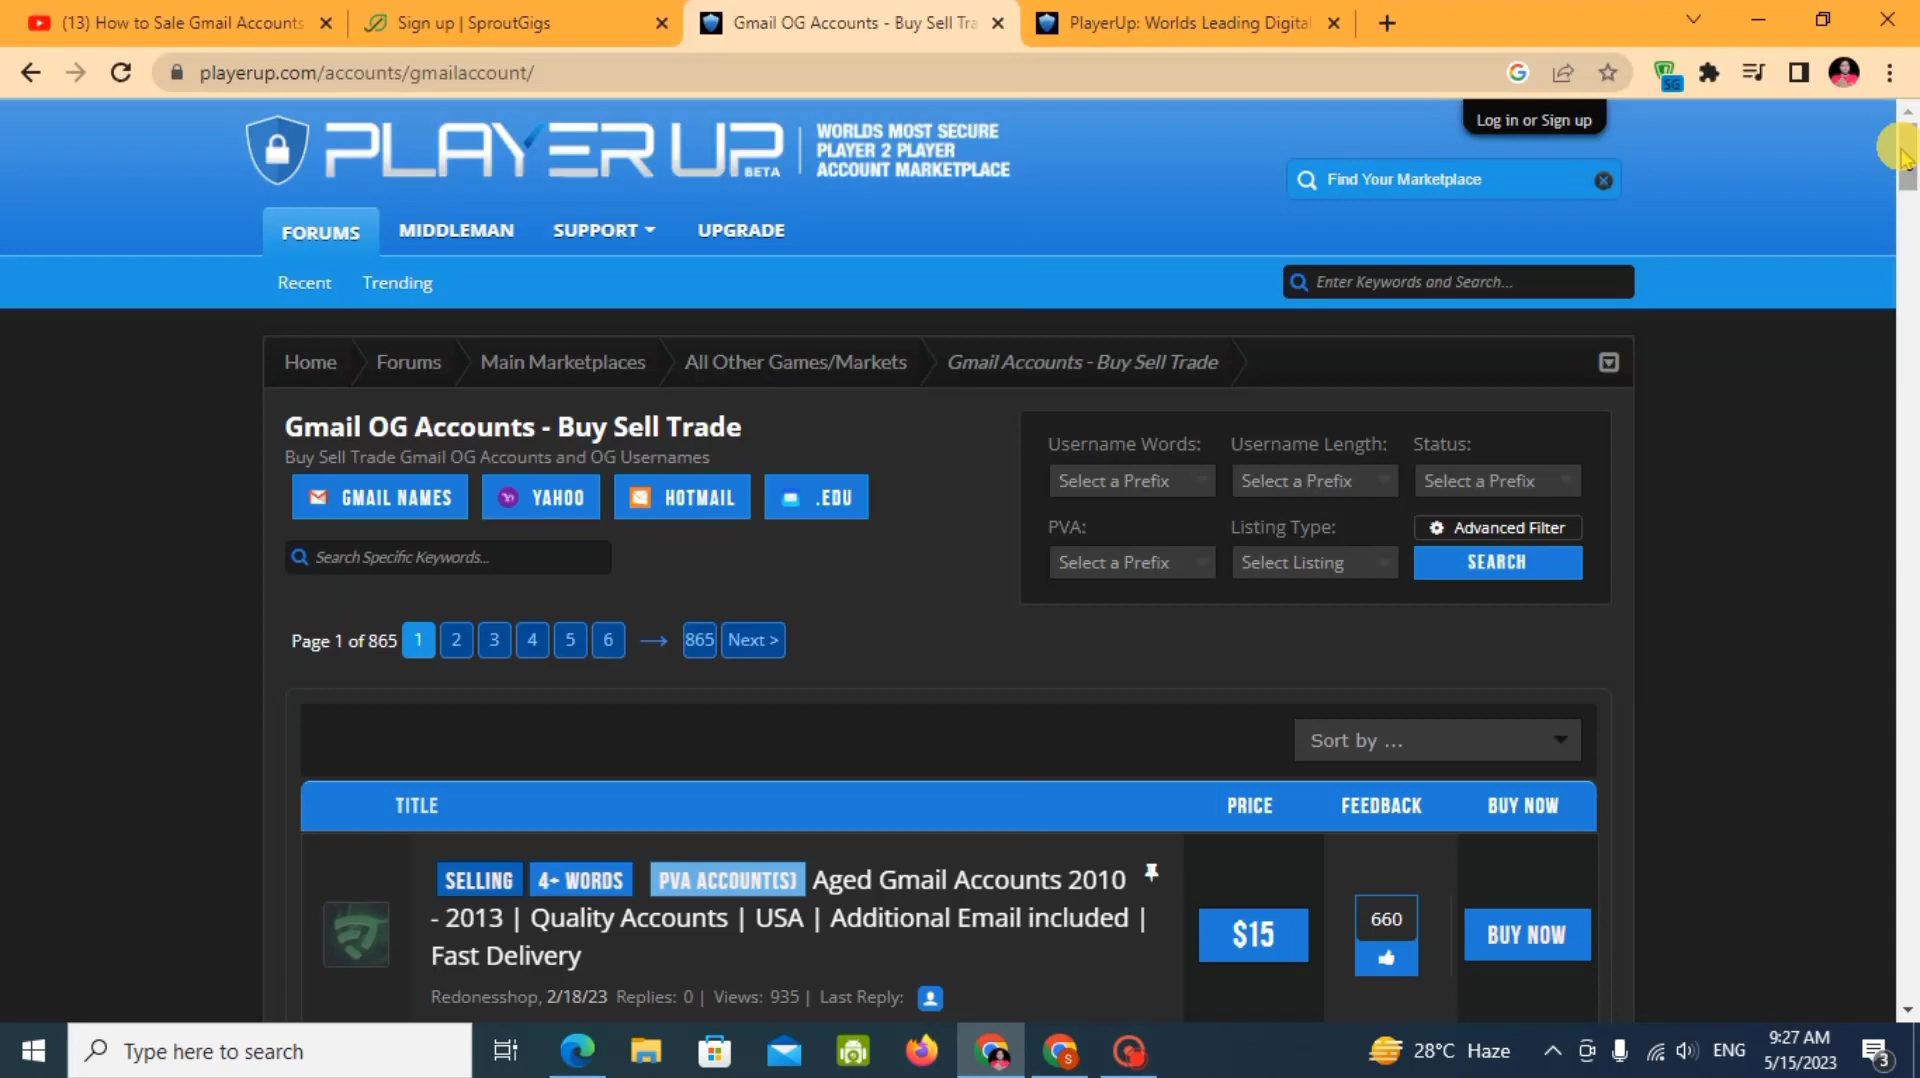 (13) How to Sale Gmail Accounts
Sign up | SproutGigs
Gmail OG Accounts - Buy Sell Tra
PlayerUp: Worlds Leading Digital
playerup.com/accounts/gmailaccount/
SG
PLAYERUP
BETA
WORLDS MOST SECURE
PLAYER 2 PLAYER
ACCOUNT MARKETPLACE
Log in or Sign up
Find Your Marketplace
FORUMS MIDDLEMAN SUPPORT UPGRADE
Recent Trending
Enter Keywords and Search...
Home Forums Main Marketplaces All Other Games/Markets Gmail Accounts - Buy Sell Trade
Gmail OG Accounts - Buy Sell Trade
Buy Sell Trade Gmail OG Accounts and OG Usernames
GMAIL NAMES YAHOO HOTMAIL .EDU
Search Specific Keywords...
Username Words: Username Length: Status:
Select a Prefix Select a Prefix Select a Prefix
PVA: Listing Type: Advanced Filter
Select a Prefix Select Listing SEARCH
Page 1 of 865 1 2 3 4 5 6 → 865 Next >
Sort by ...
TITLE PRICE FEEDBACK BUY NOW
SELLING 4+ WORDS PVA ACCOUNT(S) Aged Gmail Accounts 2010
- 2013 | Quality Accounts | USA | Additional Email included |
Fast Delivery
Redonesshop, 2/18/23 Replies: 0 | Views: 935 | Last Reply:
$15
660
BUY NOW
Type here to search
S
28°C Haze
ENG
9:27 AM
5/15/2023
3